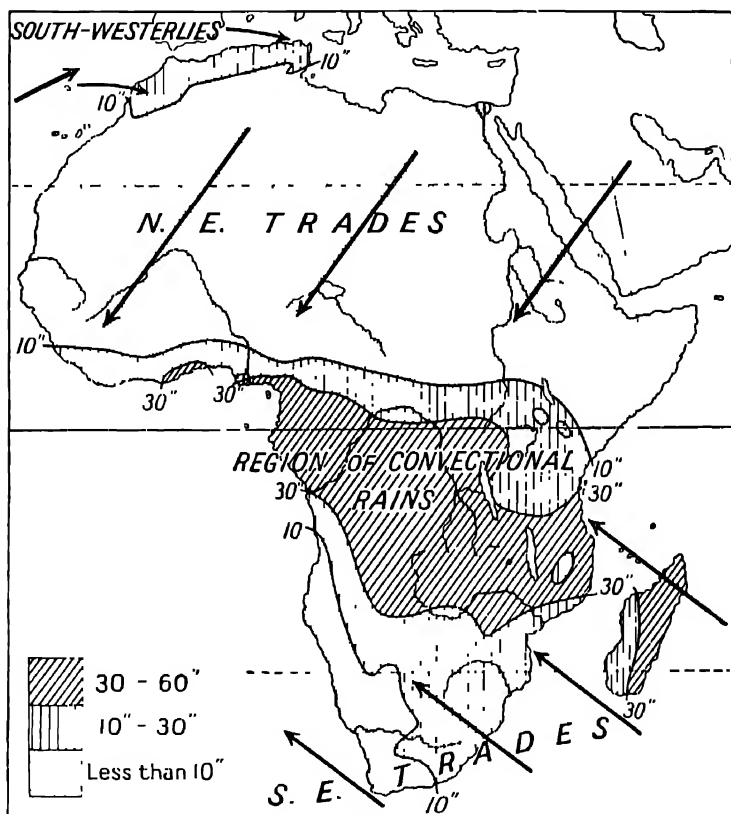 SOUTH-WESTERLIES
10"
10"
N. E. TRADES
10"
30"
30"
REGION OF CONVECTIONAL
RAINS
10"
30"
30"
10
30"
30"
S. E. TRADES
10"
30 - 60"
10" - 30"
Less than 10"